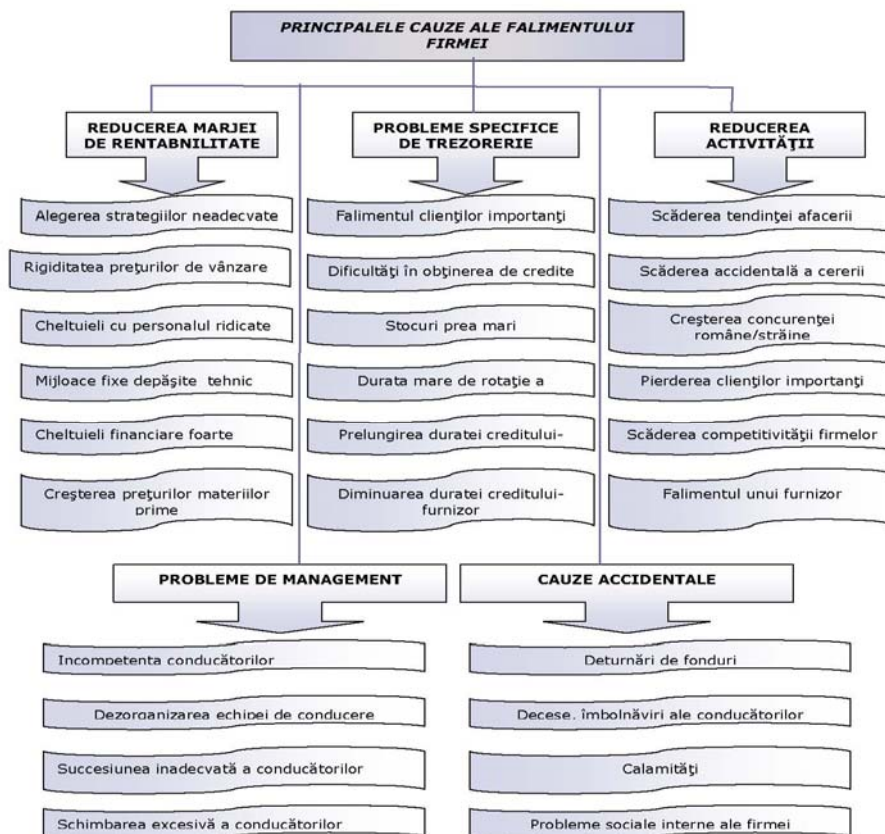 PRINCIPALELE CAUZE ALE FALIMENTULUI
FIRMEI
REDUCEREA MARJEI
DE RENTABNILITATE
Alegerea strategiilor neadecvate
Rigiditatea preţurilor de vânzare
Cheltuieli cu personalul ridicate
Mijloace fixe depăşite tehnic
Cheltuieli financiare foarte
Creşterea preţurilor materiilor
prime
PROBLEME SPECIFICE
DE TREZORERIE
Falimentul clienţilor importanţi
Dificultăţi în obţinerea de credite
Stocuri prea mari
Durata mare de rotaţie a
Prelungirea duratei creditului-
Diminuarea duratei creditului-
furnizor
REDUCEREA
ACTIVITĂŢII
Scăderea tendinţei afacerii
Scăderea accidentală a cererii
Creşterea concurenţei
române/străine
Pierderea clienţilor importanţi
Scăderea competitivităţii firmelor
Falimentul unui furnizor
PROBLEME DE MANAGEMENT
Incompetenta conducătorilor
Dezorganizarea echipei de conducere
Succesiunea inadecvată a conducătorilor
Schimbarea excesivă a conducătorilor
CAUZE ACCIDENTALE
Deturnări de fonduri
Decese, îmbolnăviri ale conducătorilor
Calamităţi
Probleme sociale interne ale firmei